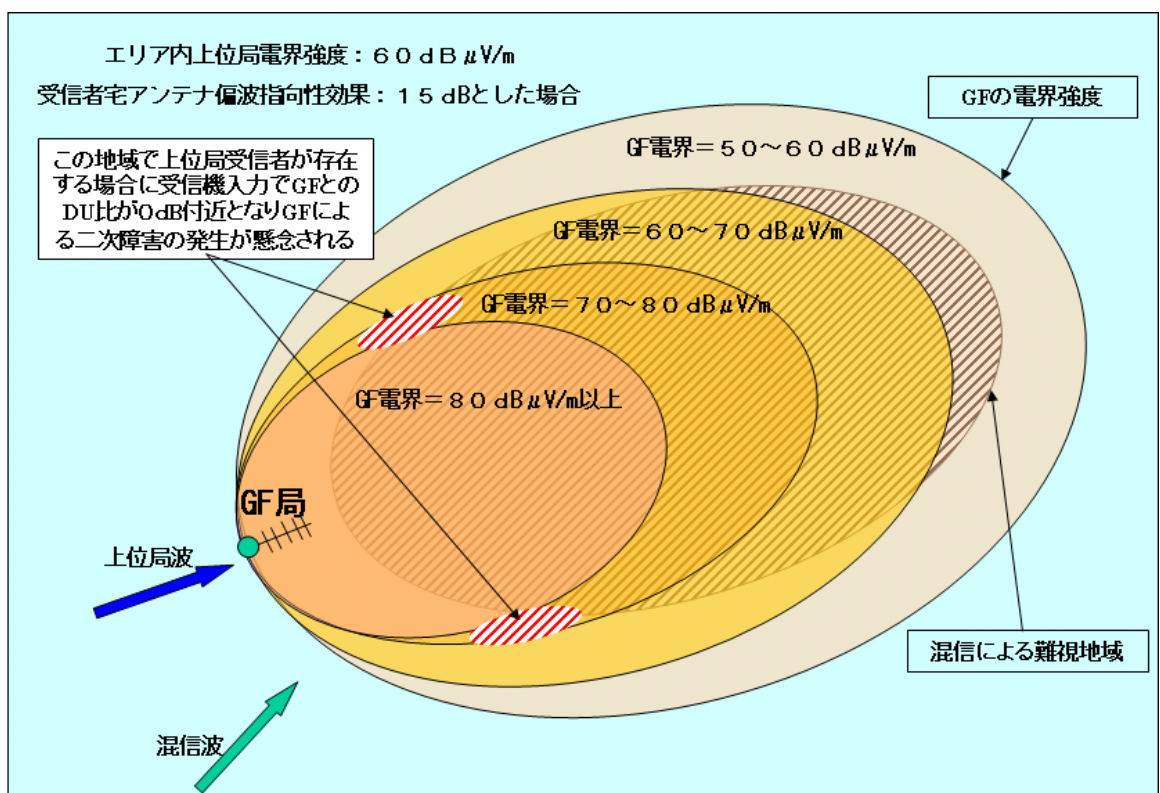 エリア内上位局電界強度：６０ｄＢμV/m
受信者宅アンテナ偏波指向性効果：１５dBとした場合
GFの電界強度
この地域で上位局受信者が存在
する場合に受信機入力でGFとの
DU比が0dB付近となりGFによ
る二次障害の発生が懸念される
GF電界＝５０～６０dBμV/m
GF電界＝６０～７０dBμV/m
GF電界＝７０～８０dBμV/m
GF電界＝８０dBμV/m以上
GF局
上位局波
混信による難視地域
混信波